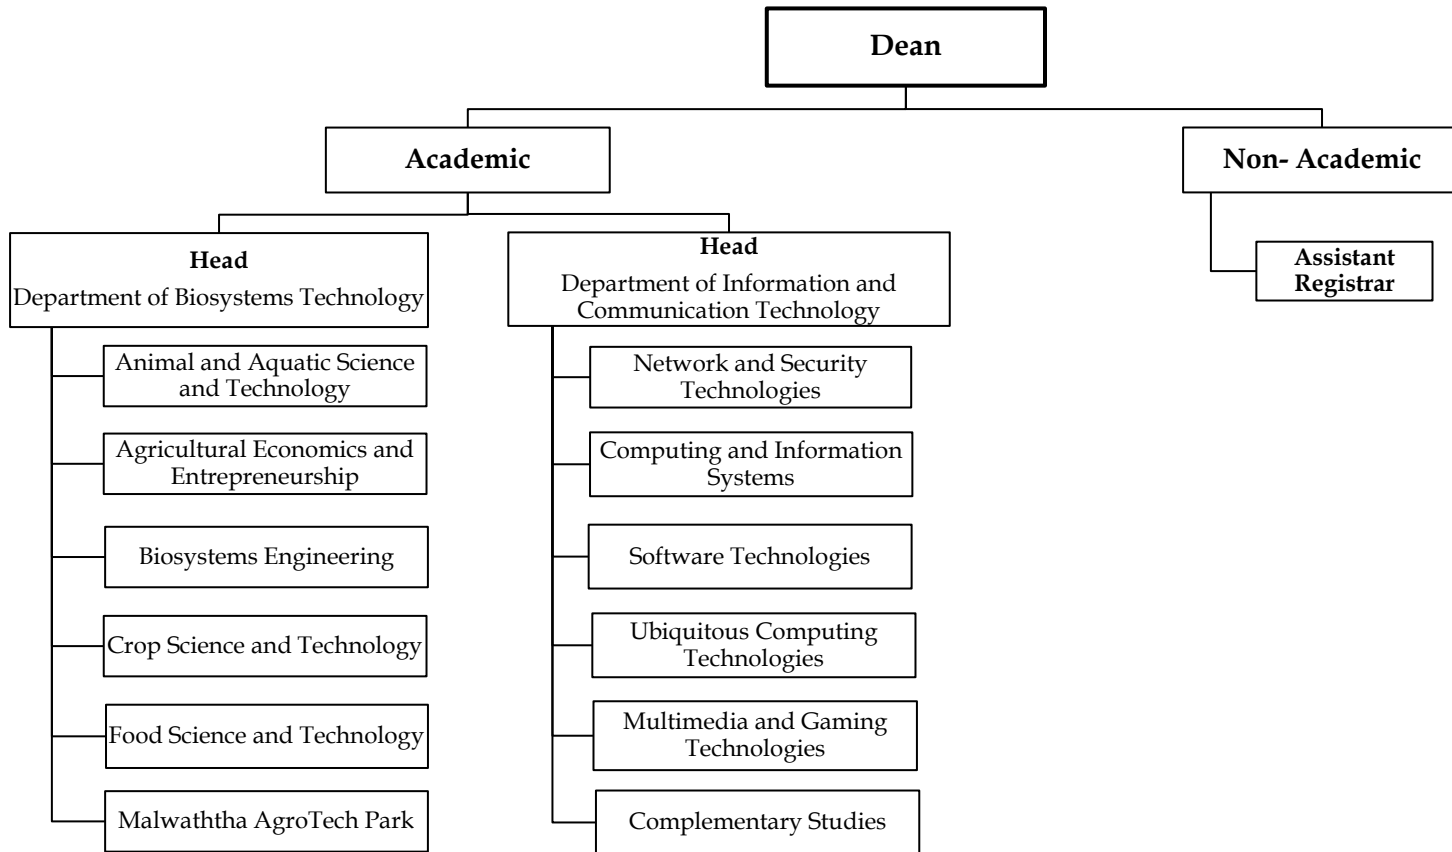 Dean
Academic
Non- Academic
Head
Department of Biosystems Technology
Animal and Aquatic Science
and Technology
Agricultural Economics and
Entrepreneurship
Biosystems Engineering
Crop Science and Technology
Food Science and Technology
Malwaththa AgroTech Park
Head
Department of Information and
Communication Technology
Network and Security
Technologies
Computing and Information
Systems
Software Technologies
Ubiquitous Computing
Technologies
Multimedia and Gaming
Technologies
Complementary Studies
Assistant
Registrar